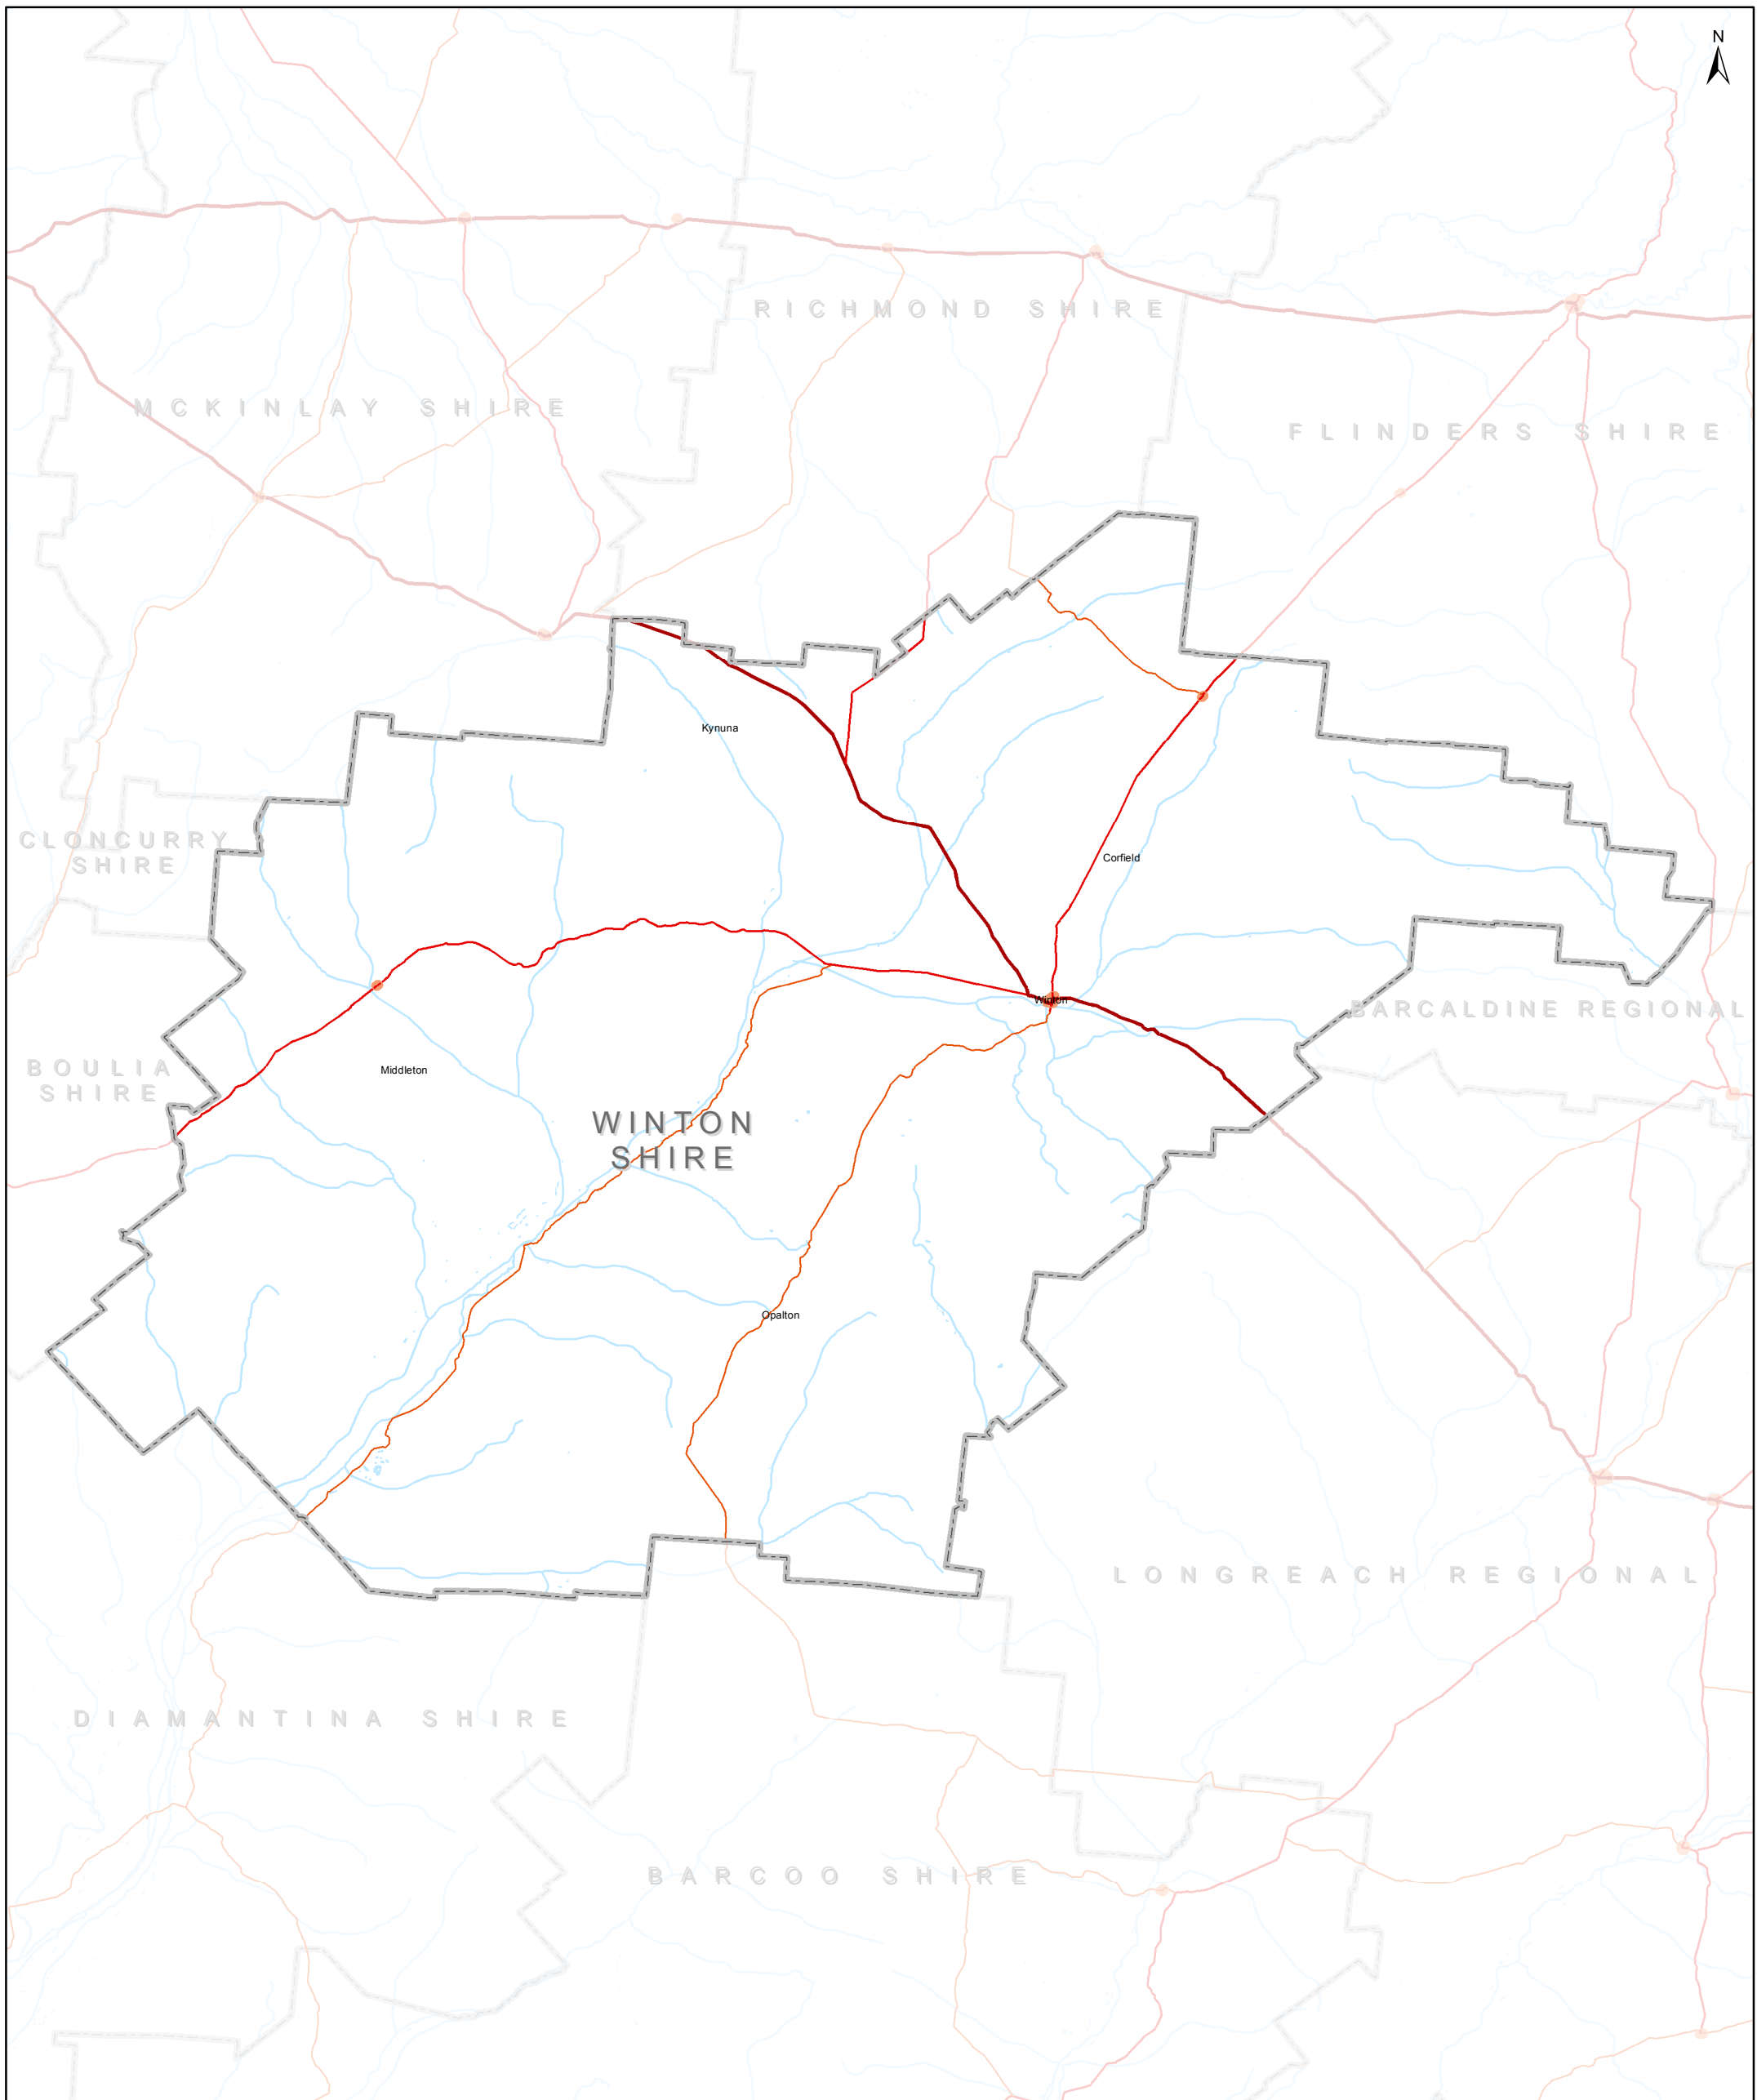 N
RICHMOND SHIRE
MCKINLAY SHIRE
FLINDERS SHIRE
Kynuna
CLONCURRY
SHIRE
Corfield
Winton
BARCALDINE REGIONAL
BOULIA
SHIRE
Middleton
WINTON
SHIRE
Opalton
LONGREACH REGIONAL
DIAMANTINA SHIRE
BARCOO SHIRE